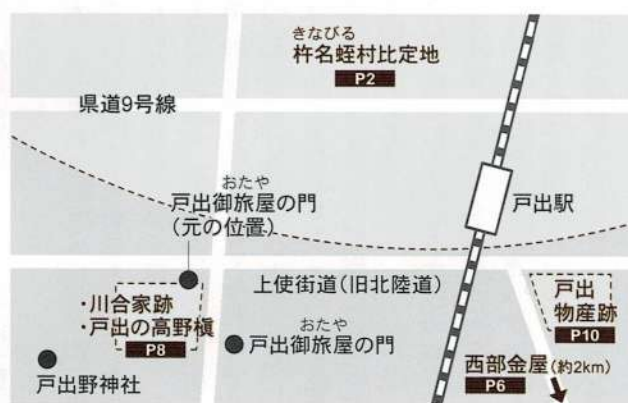 きなびる
杵名蛭村比定地
P2
県道9号線
おたや
戸出御旅屋の門
(元の位置)
戸出駅
上使街道(旧北陸道)
・川合家跡
・戸出の高野槇
P8
おたや
戸出御旅屋の門
戸出野神社
戸出
物産跡
P10
西部金屋(約2km)
P6